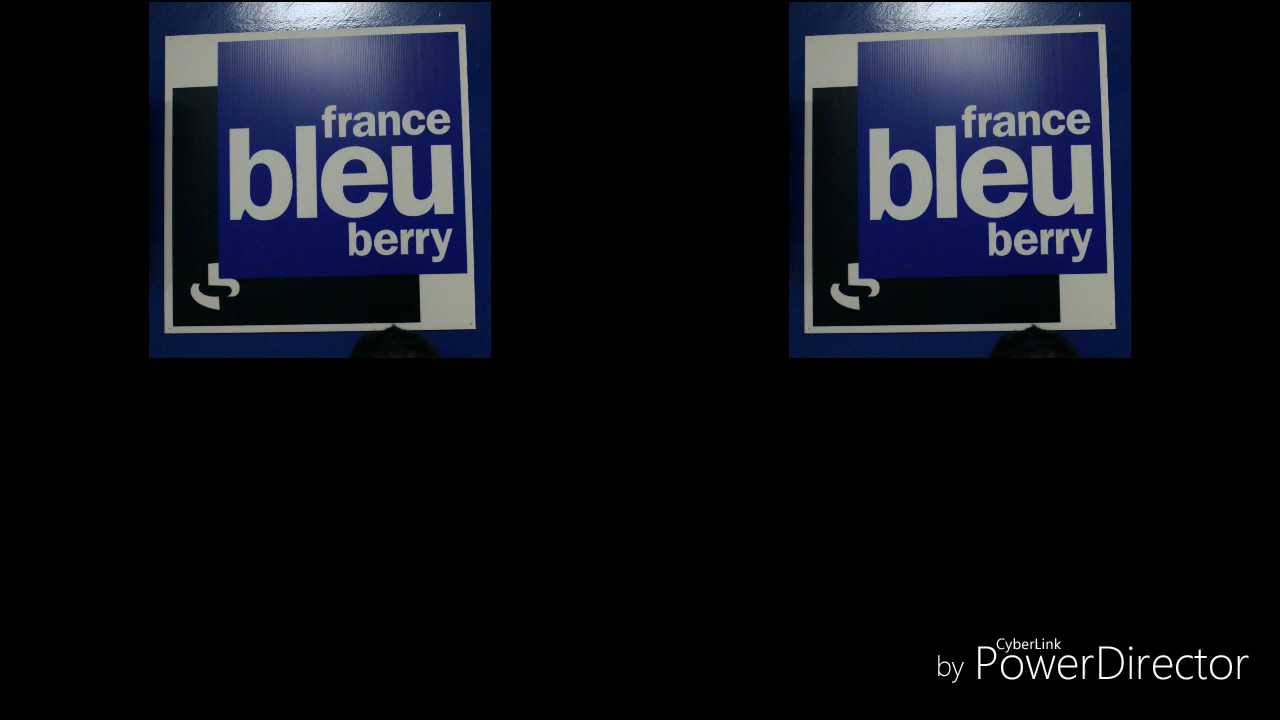 france
bleu
berry
france
bleu
berry
CyberLink
by PowerDirector